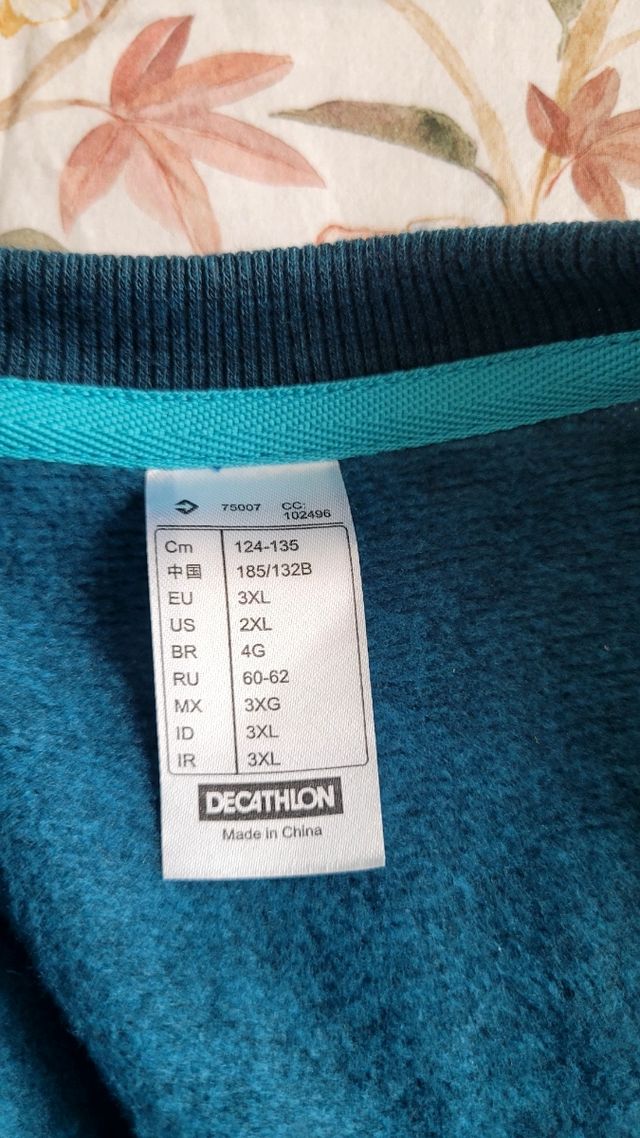 75007 CC: 102496
Cm 124-135
中国 185/132B
EU 3XL
US 2XL
BR 4G
RU 60-62
MX 3XG
ID 3XL
IR 3XL
DECATHLON
Made in China